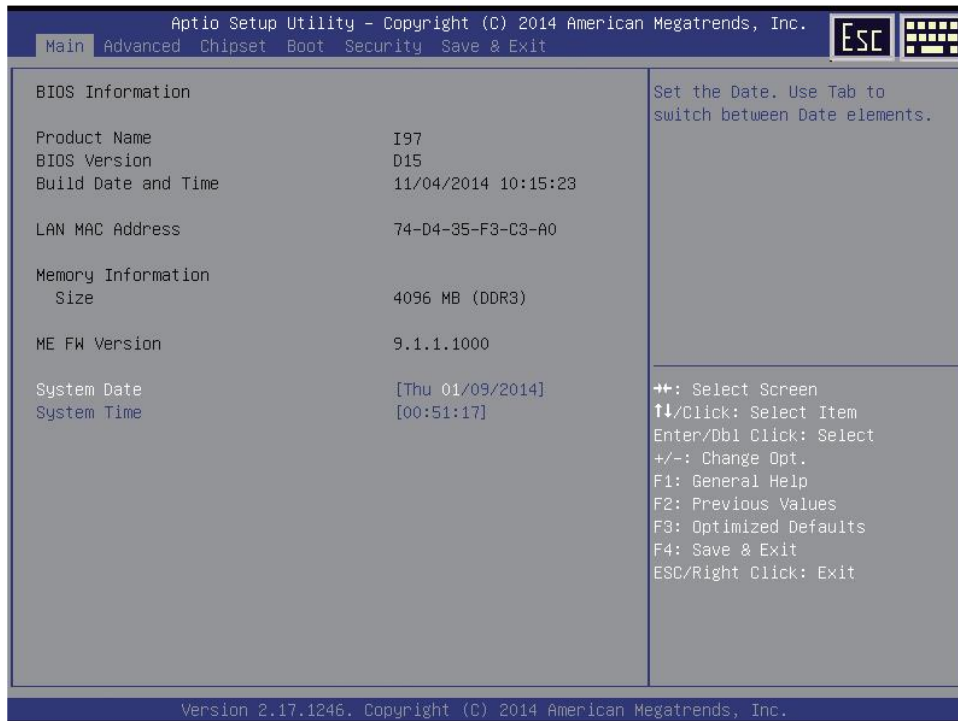 Aptio Setup Utility – Copyright (C) 2014 American Megatrends, Inc.
Main Advanced Chipset Boot Security Save & Exit
Esc
BIOS Information
Product Name I97
BIOS Version D15
Build Date and Time 11/04/2014 10:15:23
LAN MAC Address 74-D4-35-F3-C3-A0
Memory Information
Size 4096 MB (DDR3)
ME FW Version 9.1.1.1000
System Date [Thu 01/09/2014]
System Time [00:51:17]
Set the Date. Use Tab to
switch between Date elements.
→←: Select Screen
↑↓/Click: Select Item
Enter/Dbl Click: Select
+/-: Change Opt.
F1: General Help
F2: Previous Values
F3: Optimized Defaults
F4: Save & Exit
ESC/Right Click: Exit
Version 2.17.1246. Copyright (C) 2014 American Megatrends, Inc.